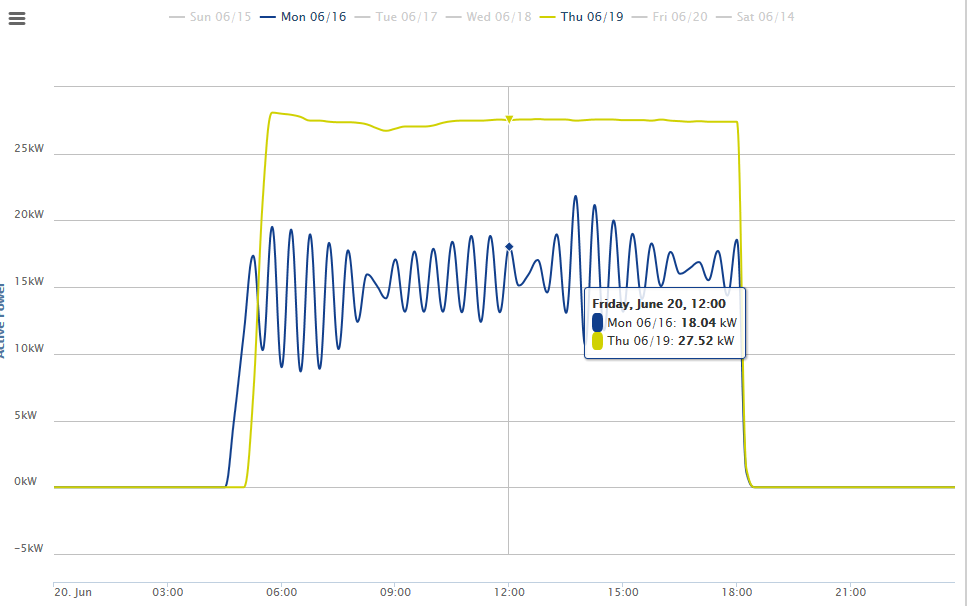 Sun 06/15 Mon 06/16 Tue 06/17 Wed 06/18 Thu 06/19 Fri 06/20 Sat 06/14
25kW
20kW
15kW
10kW
5kW
0kW
−5kW
Active Power
Friday, June 20, 12:00
Mon 06/16: 18.04 kW
Thu 06/19: 27.52 kW
20. Jun 03:00 06:00 09:00 12:00 15:00 18:00 21:00